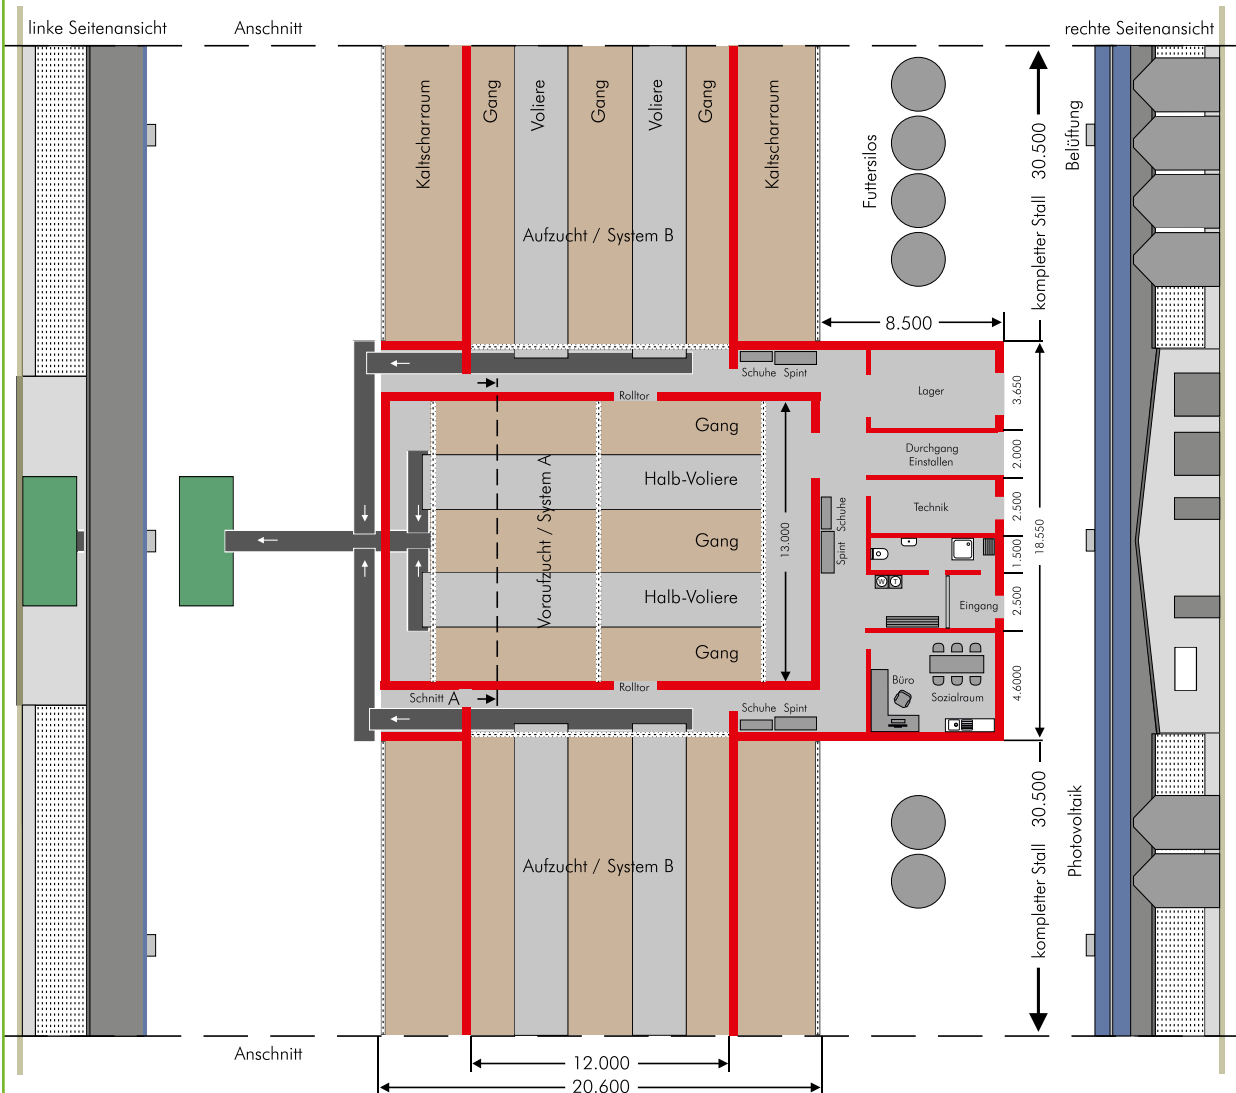 linke Seitenansicht
Anschnitt
rechte Seitenansicht
Kaltscharraum
Gang
Voliere
Gang
Voliere
Gang
Kaltscharraum
Futtersilos
kompletter Stall 30.500
Belüftung
Aufzucht / System B
8.500
Schuhe Spint
Lager
3.650
Rolltor
Gang
Durchgang
Einstallen
2.000
Voraufzucht / System A
Halb-Voliere
13.000
Schuhe
Spint
Technik
2.500
18.550
Gang
1.500
W T
Halb-Voliere
Eingang
2.500
Gang
Büro
Sozialraum
4.6000
Schnitt A
Rolltor
Schuhe Spint
kompletter Stall 30.500
Photovoltaik
Aufzucht / System B
Anschnitt
12.000
20.600